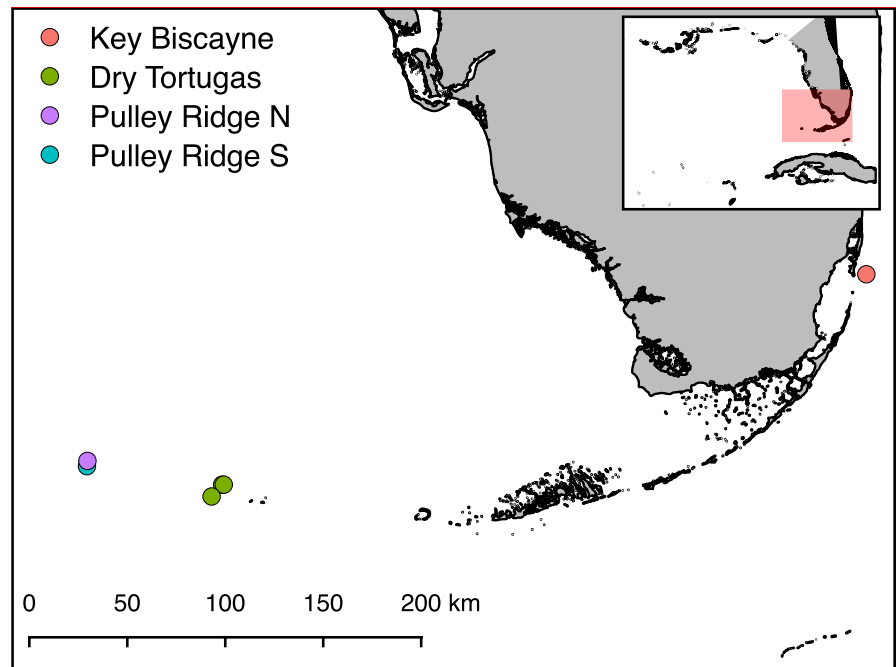 Key Biscayne
Dry Tortugas
Pulley Ridge N
Pulley Ridge S
0 50 100 150 200 km